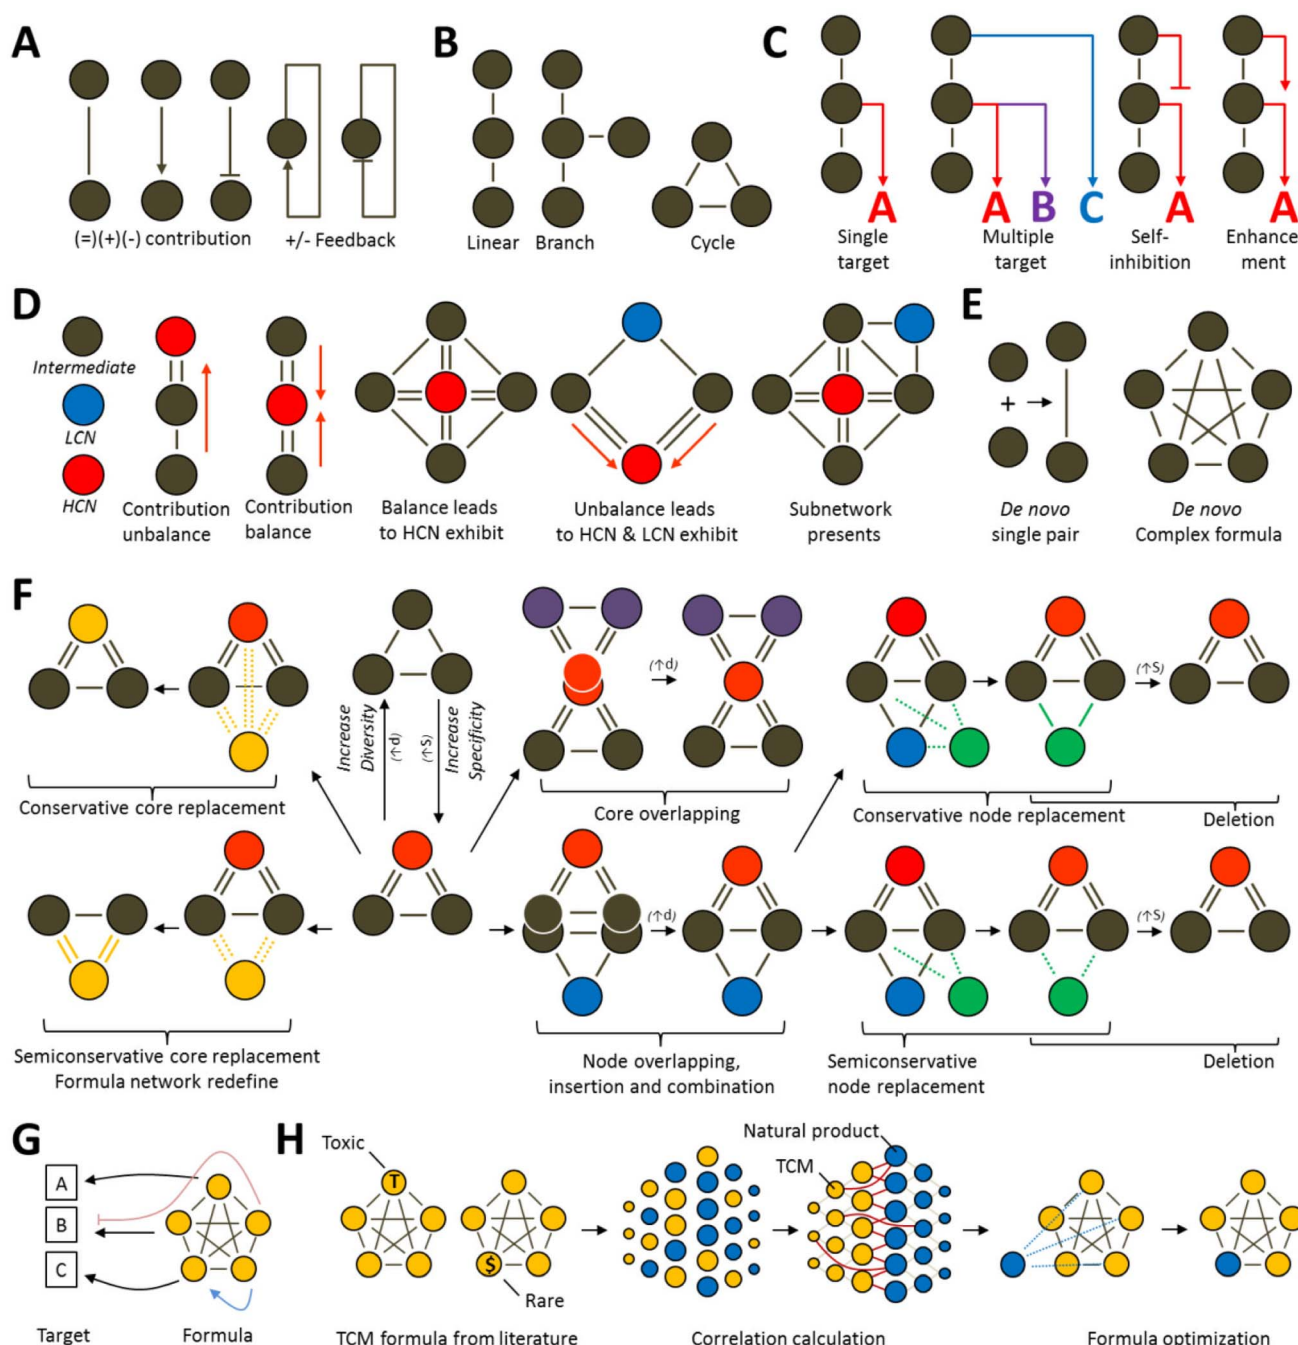 A
(=)(+)(-) contribution
+/- Feedback
B
Linear
Branch
Cycle
C
A
A
B
C
A
A
Single
target
Multiple
target
Self-
inhibition
Enhance
ment
D
Intermediate
LCN
HCN
Contribution
unbalance
Contribution
balance
Balance leads
to HCN exhibit
Unbalance leads
to HCN & LCN exhibit
Subnetwork
presents
E
+
De novo
single pair
De novo
Complex formula
F
Increase
Diversity
(↑d)
(↑S)
Increase
Specificity
(↑d)
(↑S)
Conservative core replacement
Core overlapping
Conservative node replacement
Deletion
(↑d)
(↑S)
Semiconservative core replacement
Formula network redefine
Node overlapping,
insertion and combination
Semiconservative
node replacement
Deletion
G
A
B
C
Target
Formula
H
Toxic
T
$
Rare
TCM formula from literature
Natural product
TCM
Correlation calculation
Formula optimization